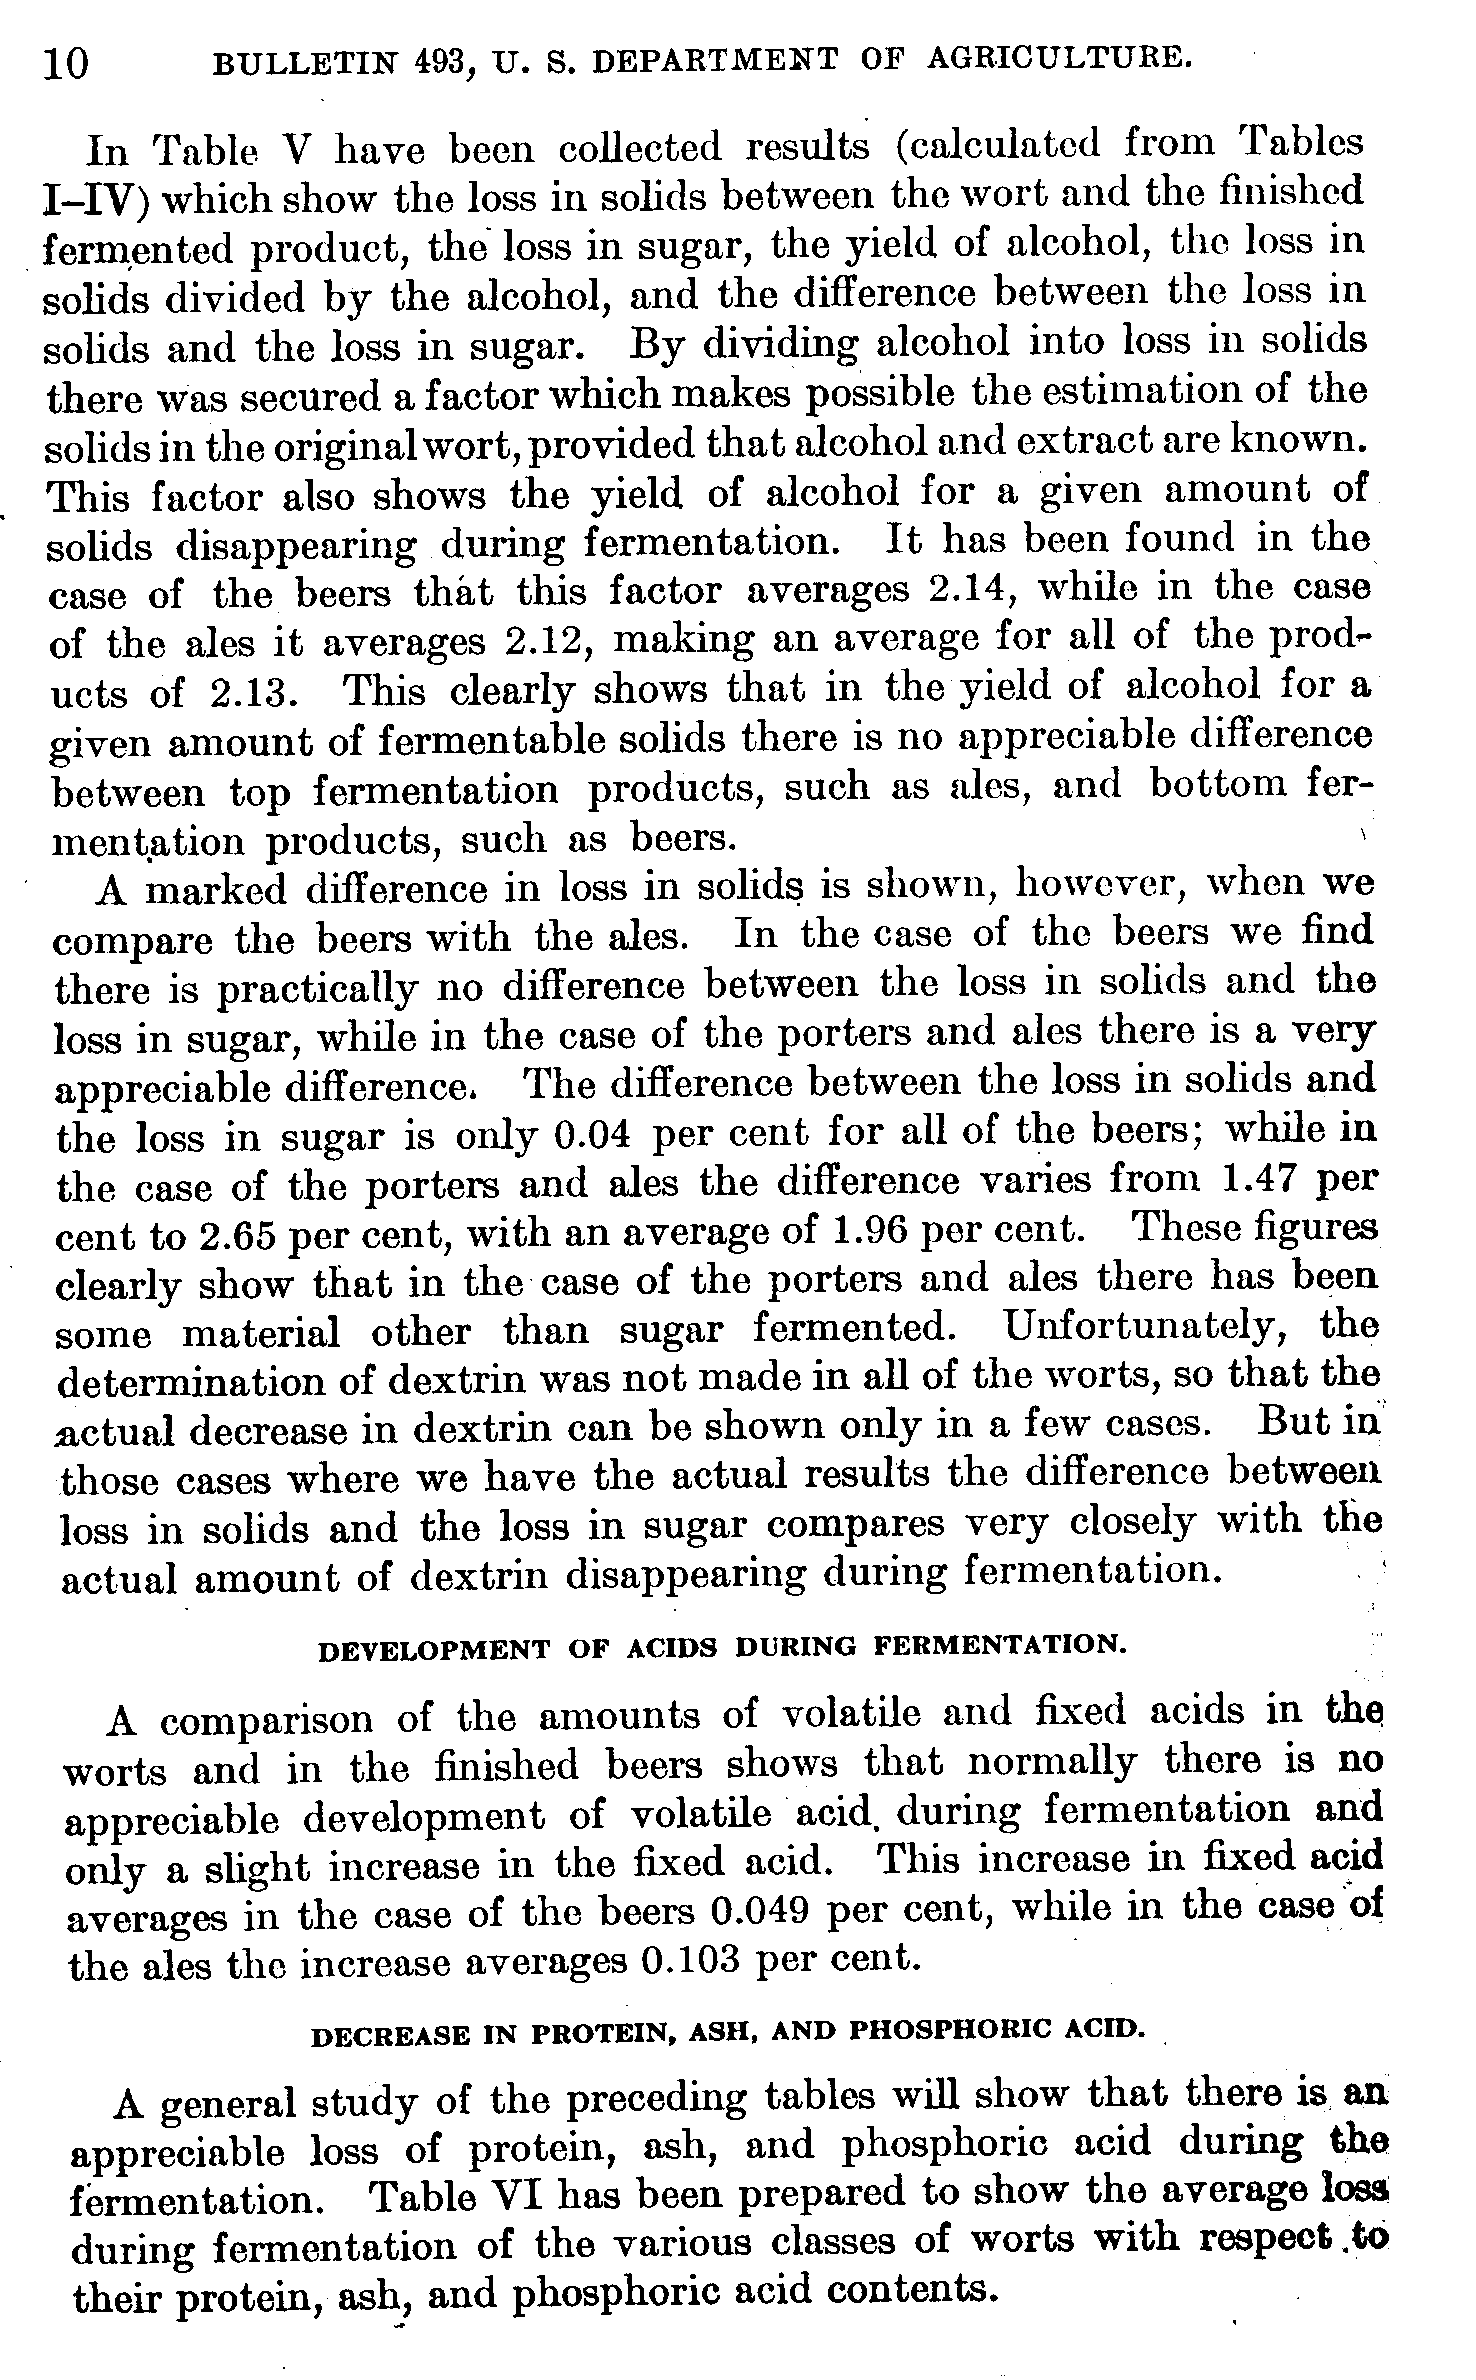 10 BULLETIN 493, U. S. DEPARTMENT OF AGRICULTURE.
In Table V have been collected results (calculated from Tables
I–IV) which show the loss in solids between the wort and the finished
fermented product, the loss in sugar, the yield of alcohol, the loss in
solids divided by the alcohol, and the difference between the loss in
solids and the loss in sugar. By dividing alcohol into loss in solids
there was secured a factor which makes possible the estimation of the
solids in the original wort, provided that alcohol and extract are known.
This factor also shows the yield of alcohol for a given amount of
solids disappearing during fermentation. It has been found in the
case of the beers that this factor averages 2.14, while in the case
of the ales it averages 2.12, making an average for all of the prod-
ucts of 2.13. This clearly shows that in the yield of alcohol for a
given amount of fermentable solids there is no appreciable difference
between top fermentation products, such as ales, and bottom fer-
mentation products, such as beers.
A marked difference in loss in solids is shown, however, when we
compare the beers with the ales. In the case of the beers we find
there is practically no difference between the loss in solids and the
loss in sugar, while in the case of the porters and ales there is a very
appreciable difference. The difference between the loss in solids and
the loss in sugar is only 0.04 per cent for all of the beers; while in
the case of the porters and ales the difference varies from 1.47 per
cent to 2.65 per cent, with an average of 1.96 per cent. These figures
clearly show that in the case of the porters and ales there has been
some material other than sugar fermented. Unfortunately, the
determination of dextrin was not made in all of the worts, so that the
actual decrease in dextrin can be shown only in a few cases. But in
those cases where we have the actual results the difference between
loss in solids and the loss in sugar compares very closely with the
actual amount of dextrin disappearing during fermentation.
DEVELOPMENT OF ACIDS DURING FERMENTATION.
A comparison of the amounts of volatile and fixed acids in the
worts and in the finished beers shows that normally there is no
appreciable development of volatile acid during fermentation and
only a slight increase in the fixed acid. This increase in fixed acid
averages in the case of the beers 0.049 per cent, while in the case of
the ales the increase averages 0.103 per cent.
DECREASE IN PROTEIN, ASH, AND PHOSPHORIC ACID.
A general study of the preceding tables will show that there is an
appreciable loss of protein, ash, and phosphoric acid during the
fermentation. Table VI has been prepared to show the average loss
during fermentation of the various classes of worts with respect to
their protein, ash, and phosphoric acid contents.